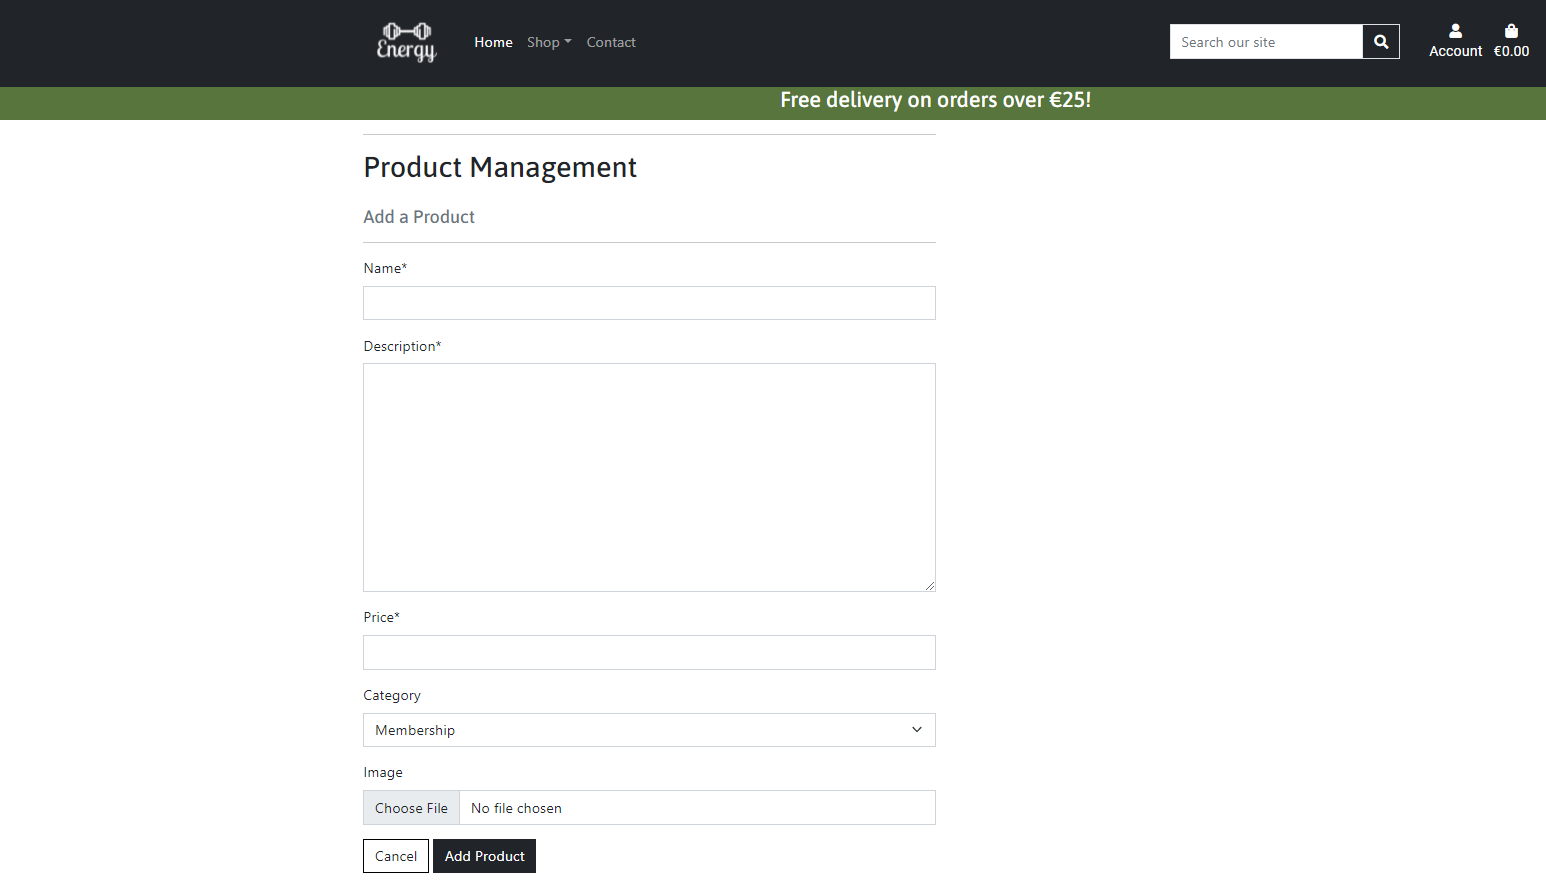 Energy
Home Shop Contact
Search our site
Account €0.00
Free delivery on orders over €25!
Product Management
Add a Product
Name*
Description*
Price*
Category
Membership
Image
Choose File No file chosen
Cancel Add Product